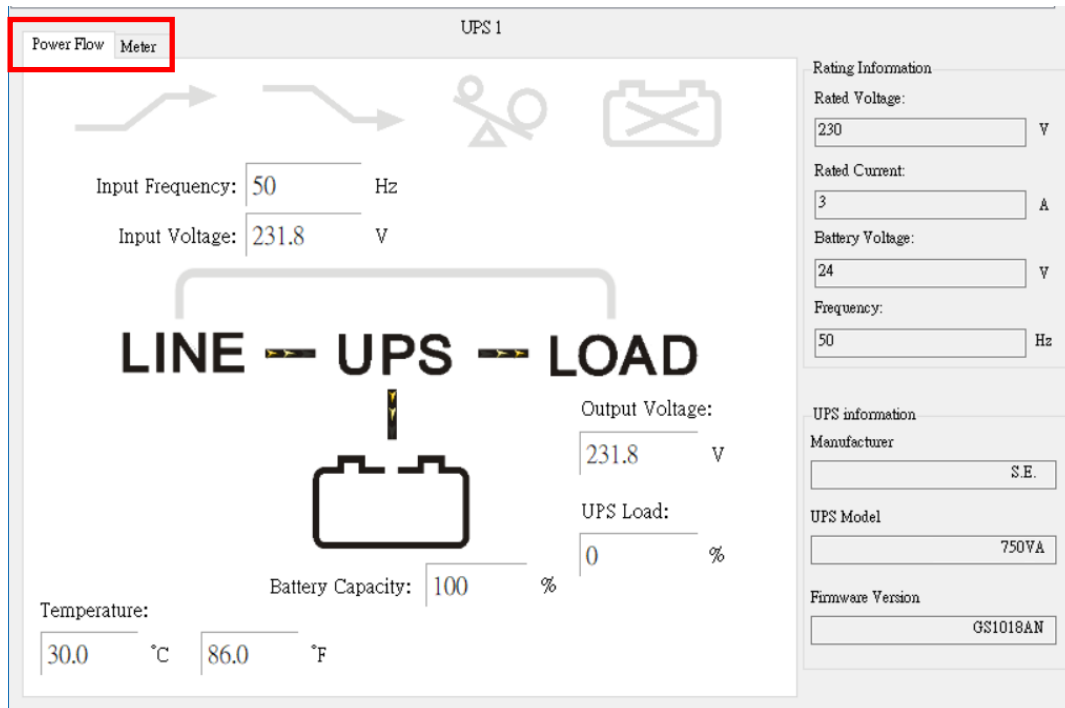 UPS 1
Power Flow Meter
Input Frequency: 50 Hz
Input Voltage: 231.8 V
LINE UPS LOAD
Output Voltage:
231.8 V
UPS Load:
0 %
Battery Capacity: 100 %
Temperature:
30.0 °C 86.0 °F
Rating Information
Rated Voltage:
230 V
Rated Current:
3 A
Battery Voltage:
24 V
Frequency:
50 Hz
UPS information
Manufacturer
S.E.
UPS Model
750VA
Firmware Version
GS1018AN